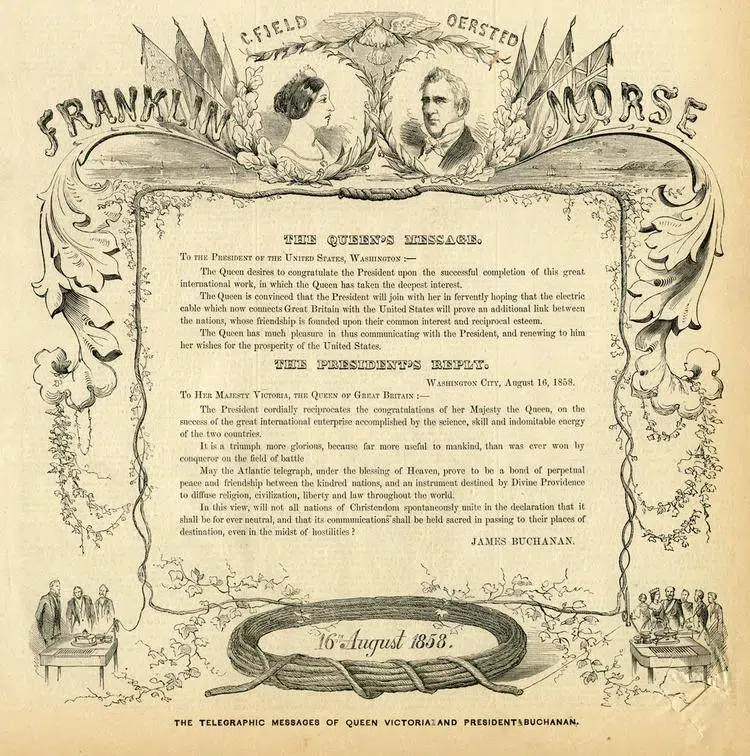 C. FIELD
OERSTED
FRANKLIN
MORSE
THE QUEEN'S MESSAGE.
TO THE PRESIDENT OF THE UNITED STATES, WASHINGTON :—
The Queen desires to congratulate the President upon the successful completion of this great
international work, in which the Queen has taken the deepest interest.
The Queen is convinced that the President will join with her in fervently hoping that the electric
cable which now connects Great Britain with the United States will prove an additional link between
the nations, whose friendship is founded upon their common interest and reciprocal esteem.
The Queen has much pleasure in thus communicating with the President, and renewing to him
her wishes for the prosperity of the United States.
THE PRESIDENT'S REPLY.
WASHINGTON CITY, August 16, 1858.
TO HER MAJESTY VICTORIA, THE QUEEN OF GREAT BRITAIN :—
The President cordially reciprocates the congratulations of her Majesty the Queen, on the
success of the great international enterprise accomplished by the science, skill and indomitable energy
of the two countries.
It is a triumph more glorious, because far more useful to mankind, than was ever won by
conqueror on the field of battle
May the Atlantic telegraph, under the blessing of Heaven, prove to be a bond of perpetual
peace and friendship between the kindred nations, and an instrument destined by Divine Providence
to diffuse religion, civilization, liberty and law throughout the world.
In this view, will not all nations of Christendom spontaneously unite in the declaration that it
shall be for ever neutral, and that its communications shall be held sacred in passing to their places of
destination, even in the midst of hostilities ?
JAMES BUCHANAN.
16th August 1858.
THE TELEGRAPHIC MESSAGES OF QUEEN VICTORIA AND PRESIDENT BUCHANAN.